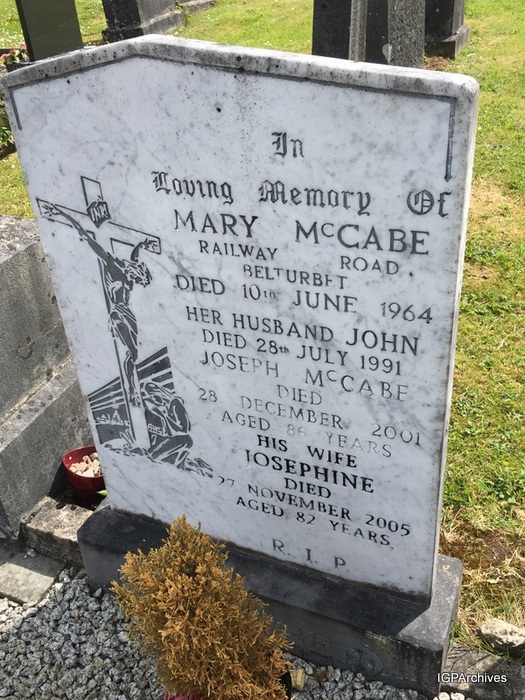 In
Loving Memory Of
MARY McCABE
RAILWAY ROAD.
BELTURBET
DIED 10th JUNE 1964
HER HUSBAND JOHN
DIED 28th JULY 1991
JOSEPH McCABE
DIED
28 DECEMBER 2001
AGED 86 YEARS
HIS WIFE
JOSEPHINE
DIED
27 NOVEMBER 2005
AGED 82 YEARS.
R.I.P
INRI
IGPArchives